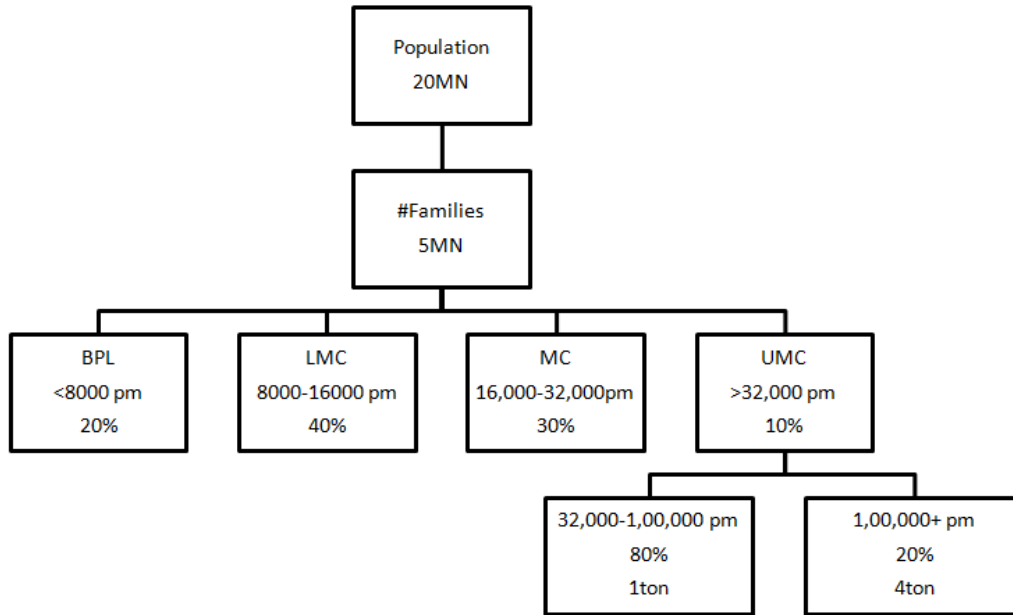 Population
20MN
#Families
5MN
BPL
<8000 pm
20%
LMC
8000-16000 pm
40%
MC
16,000-32,000pm
30%
UMC
>32,000 pm
10%
32,000-1,00,000 pm
80%
1ton
1,00,000+ pm
20%
4ton